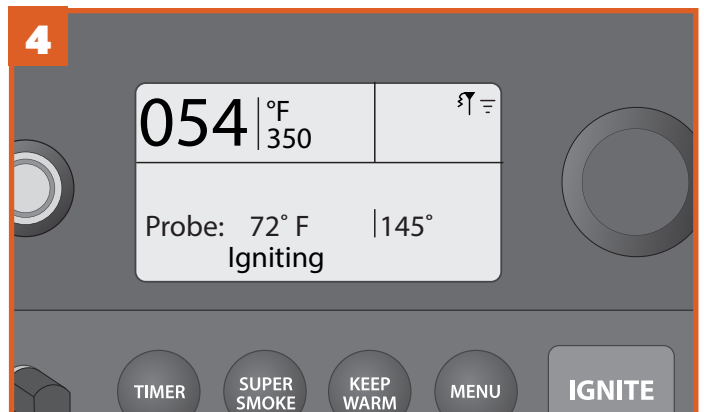 4
054 °F
350
Probe: 72° F 145°
Igniting
TIMER
SUPER
SMOKE
KEEP
WARM
MENU
IGNITE